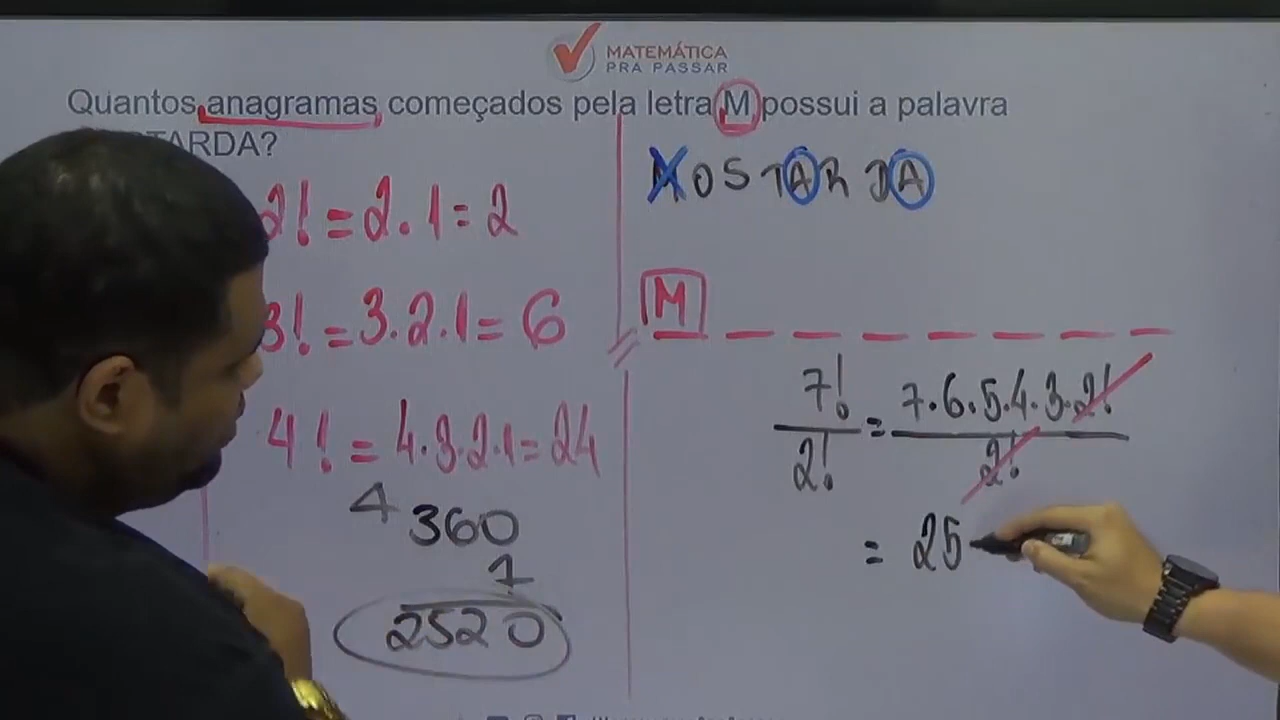 MATEMÁTICA
PRA PASSAR
Quantos anagramas começados pela letra M possui a palavra
TARDA?
M O S T A R D A
2! = 2.1 = 2
3! = 3.2.1 = 6
4! = 4.3.2.1 = 24
4
360
7
2520
M
7! / 2! = 7.6.5.4.3.2! / 2!
= 25